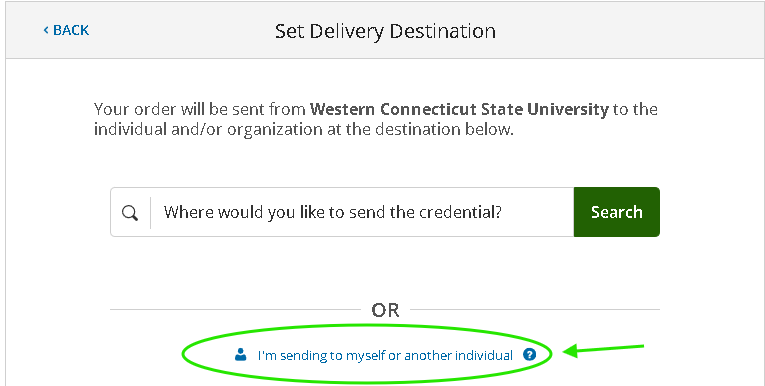 < BACK
Set Delivery Destination
Your order will be sent from Western Connecticut State University to the
individual and/or organization at the destination below.
Where would you like to send the credential?
Search
OR
I'm sending to myself or another individual ?